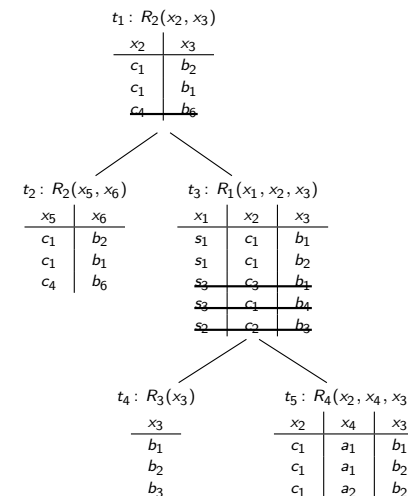 t₁: R₂(x₂, x₃)
x₂ x₃
c₁ b₂
c₁ b₁
c₄ b₆
t₂: R₂(x₅, x₆)
x₅ x₆
c₁ b₂
c₁ b₁
c₄ b₆
t₃: R₁(x₁, x₂, x₃)
x₁ x₂ x₃
s₁ c₁ b₁
s₁ c₁ b₂
s₃ c₃ b₁
s₃ c₁ b₄
s₂ c₂ b₃
t₄: R₃(x₃)
x₃
b₁
b₂
b₃
t₅: R₄(x₂, x₄, x₃
x₂ x₄ x₃
c₁ a₁ b₁
c₁ a₁ b₂
c₁ a₂ b₂